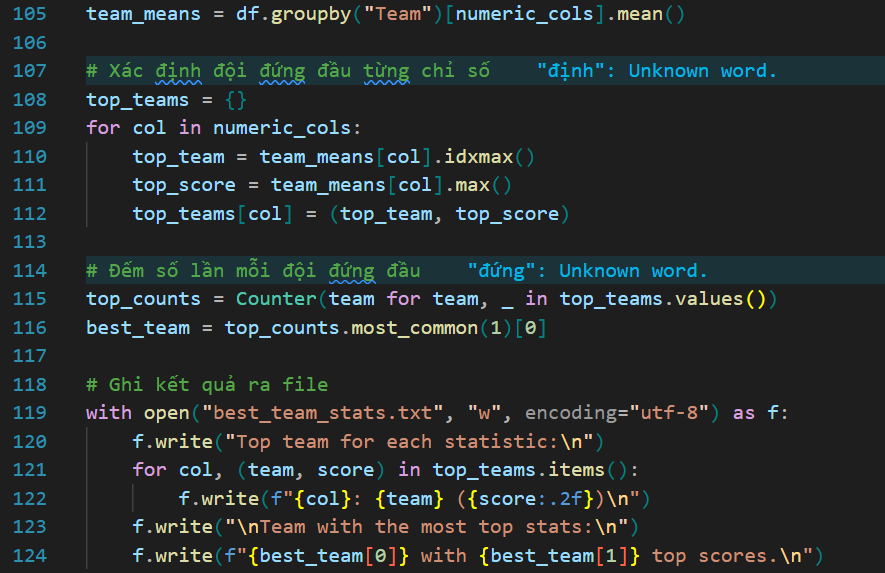 105 team_means = df.groupby("Team")[numeric_cols].mean()
106
107 # Xác định đội đứng đầu từng chỉ số "định": Unknown word.
108 top_teams = {}
109 for col in numeric_cols:
110 top_team = team_means[col].idxmax()
111 top_score = team_means[col].max()
112 top_teams[col] = (top_team, top_score)
113
114 # Đếm số lần mỗi đội đứng đầu "đứng": Unknown word.
115 top_counts = Counter(team for team, _ in top_teams.values())
116 best_team = top_counts.most_common(1)[0]
117
118 # Ghi kết quả ra file
119 with open("best_team_stats.txt", "w", encoding="utf-8") as f:
120 f.write("Top team for each statistic:\n")
121 for col, (team, score) in top_teams.items():
122 f.write(f"{col}: {team} ({score:.2f})\n")
123 f.write("\nTeam with the most top stats:\n")
124 f.write(f"{best_team[0]} with {best_team[1]} top scores.\n")